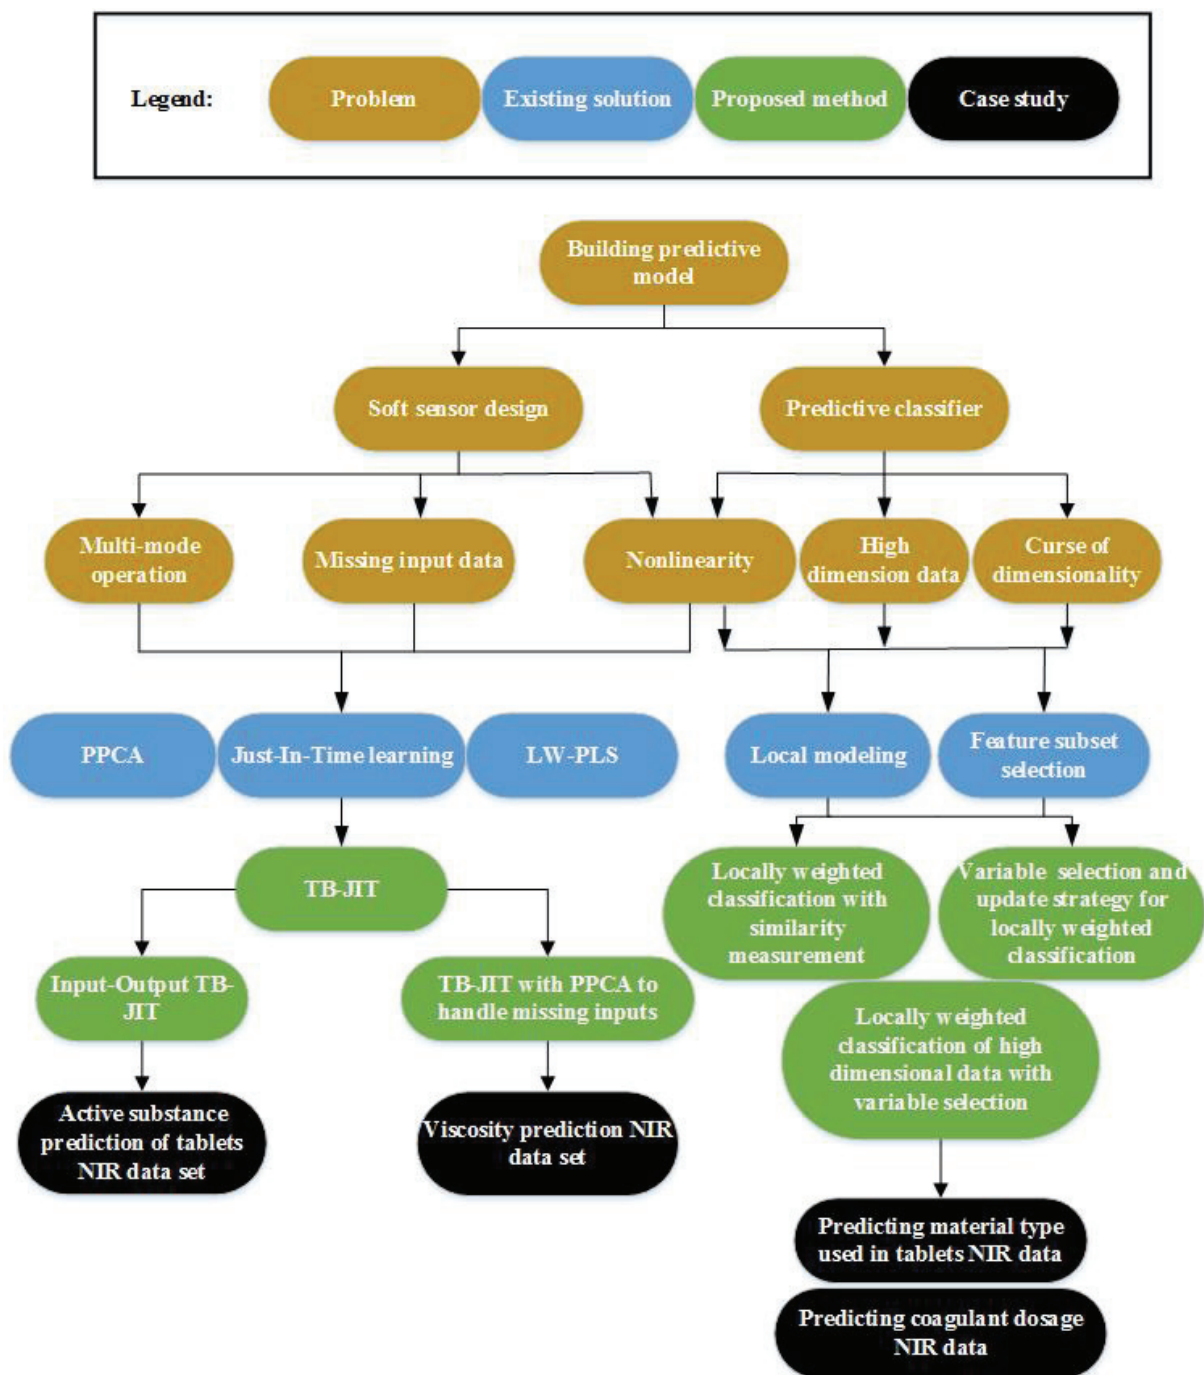 Legend:
Problem
Existing solution
Proposed method
Case study
Building predictive
model
Soft sensor design
Predictive classifier
Multi-mode
operation
Missing input data
Nonlinearity
High
dimension data
Curse of
dimensionality
PPCA
Just-In-Time learning
LW-PLS
Local modeling
Feature subset
selection
TB-JIT
Locally weighted
classification with
similarity
measurement
Variable selection and
update strategy for
locally weighted
classification
Input-Output TB-
JIT
TB-JIT with PPCA to
handle missing inputs
Locally weighted
classification of high
dimensional data with
variable selection
Active substance
prediction of tablets
NIR data set
Viscosity prediction NIR
data set
Predicting material type
used in tablets NIR data
Predicting coagulant dosage
NIR data